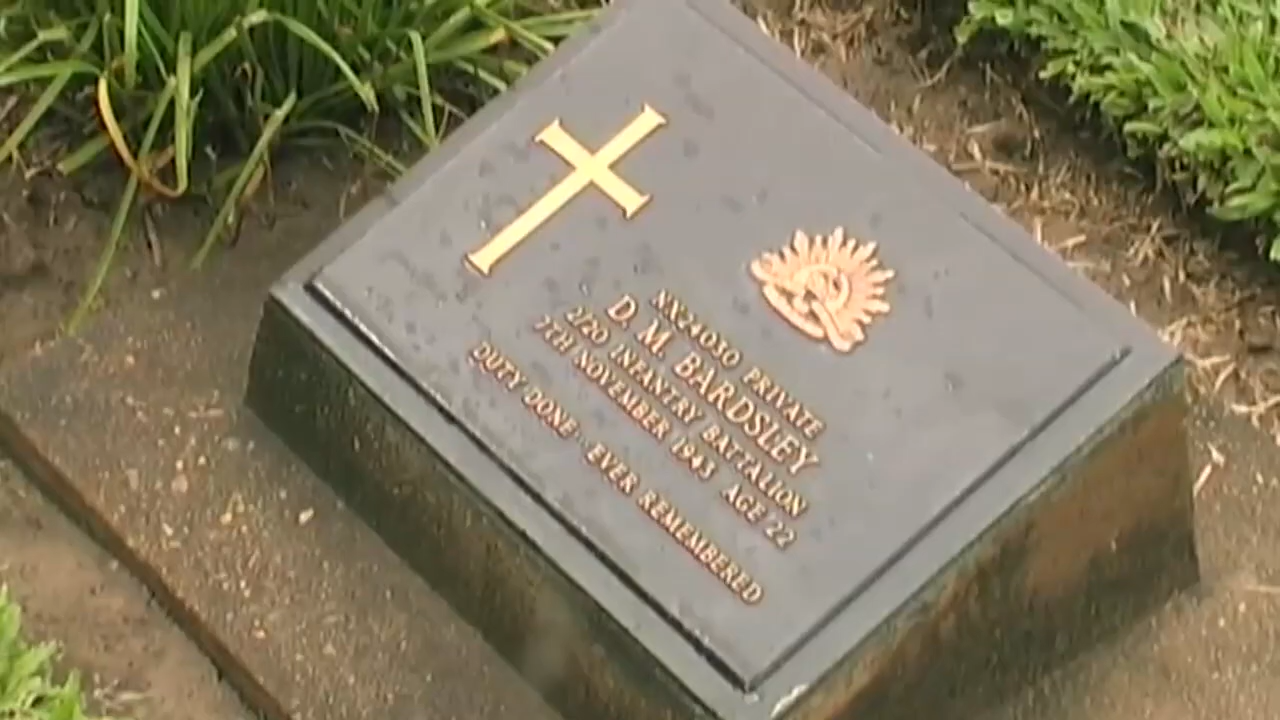 NX24030 PRIVATE
D. M. BARDSLEY
2/20 INFANTRY BATTALION
7TH NOVEMBER 1943 AGE 22
DUTY DONE · EVER REMEMBERED